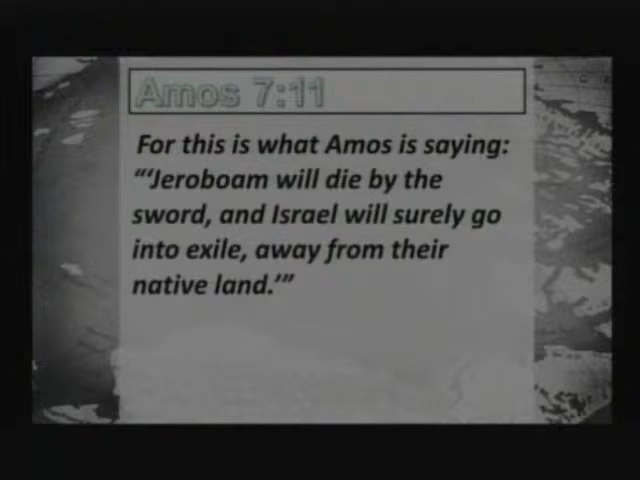 Amos 7:11
For this is what Amos is saying:
“‘Jeroboam will die by the
sword, and Israel will surely go
into exile, away from their
native land.’”